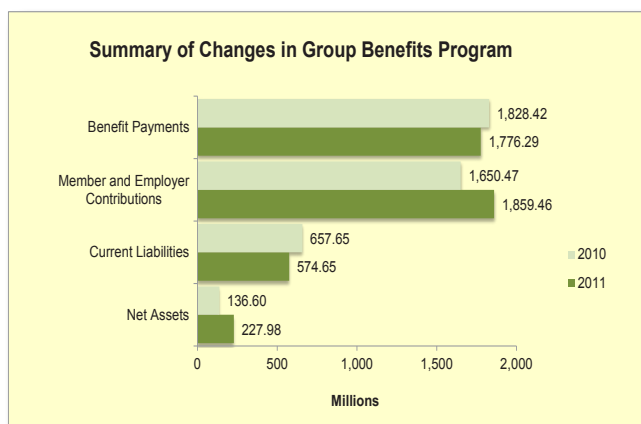 Summary of Changes in Group Benefits Program
Benefit Payments
1,828.42
1,776.29
Member and Employer
Contributions
1,650.47
1,859.46
Current Liabilities
657.65
574.65
Net Assets
136.60
227.98
2010
2011
0 500 1,000 1,500 2,000
Millions